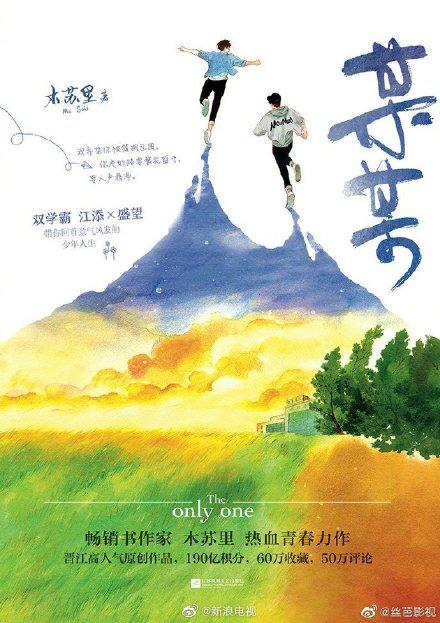 某某
木苏里 著
Mu Suli
双学霸 江添×盛望
带你回首意气风发的
少年人生
The
only one
畅销书作家 木苏里 热血青春力作
晋江高人气原创作品，190亿积分，60万收藏，50万评论
@新浪电视
@丝芭影视